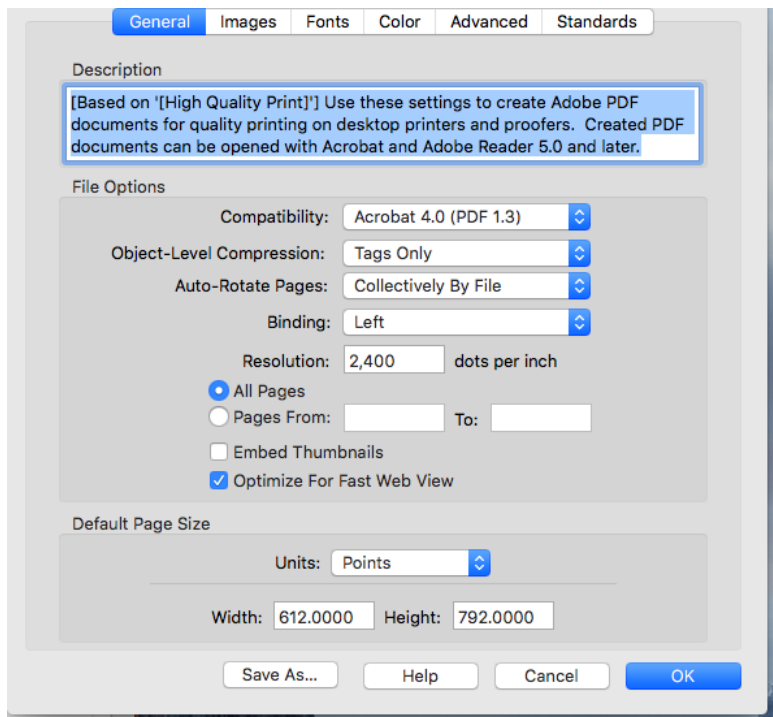 General Images Fonts Color Advanced Standards
Description
[Based on '[High Quality Print]'] Use these settings to create Adobe PDF
documents for quality printing on desktop printers and proofers.  Created PDF
documents can be opened with Acrobat and Adobe Reader 5.0 and later.
File Options
Compatibility: Acrobat 4.0 (PDF 1.3)
Object-Level Compression: Tags Only
Auto-Rotate Pages: Collectively By File
Binding: Left
Resolution: 2,400 dots per inch
All Pages
Pages From: To:
Embed Thumbnails
Optimize For Fast Web View
Default Page Size
Units: Points
Width: 612.0000 Height: 792.0000
Save As... Help Cancel OK